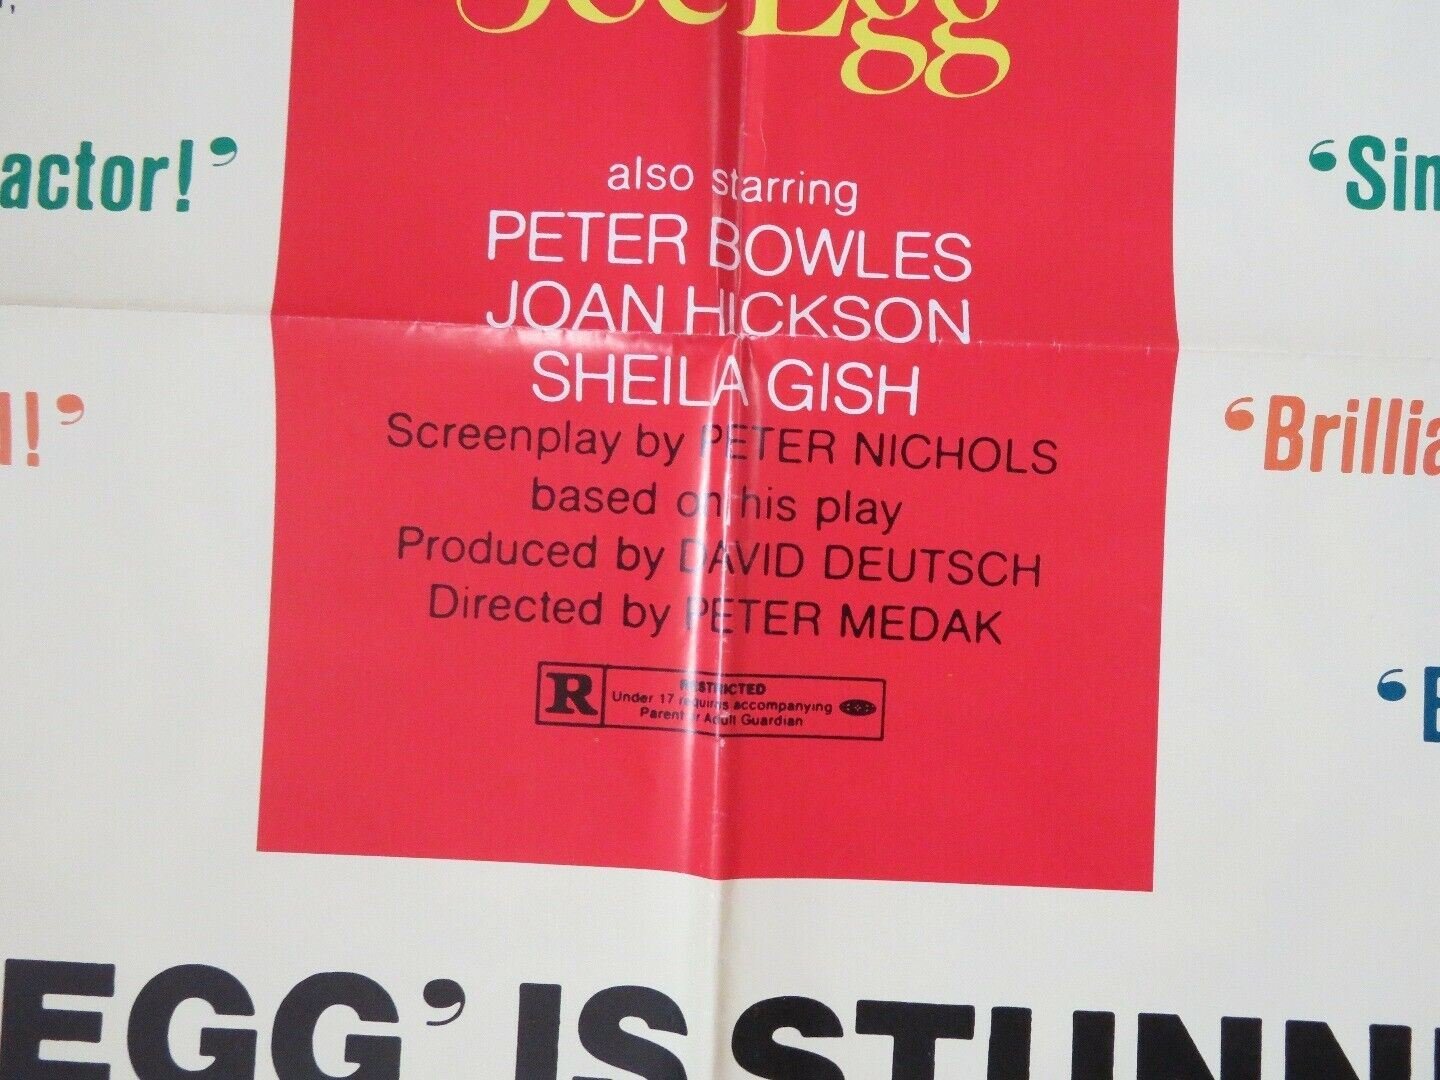 Joe Egg
actor!’
‘Sin
also starring
PETER BOWLES
JOAN HICKSON
SHEILA GISH
!’
‘Brillia
Screenplay by PETER NICHOLS
based on his play
Produced by DAVID DEUTSCH
Directed by PETER MEDAK
R
RESTRICTED
Under 17 requires accompanying
Parent or Adult Guardian
EGG’ IS STUNN